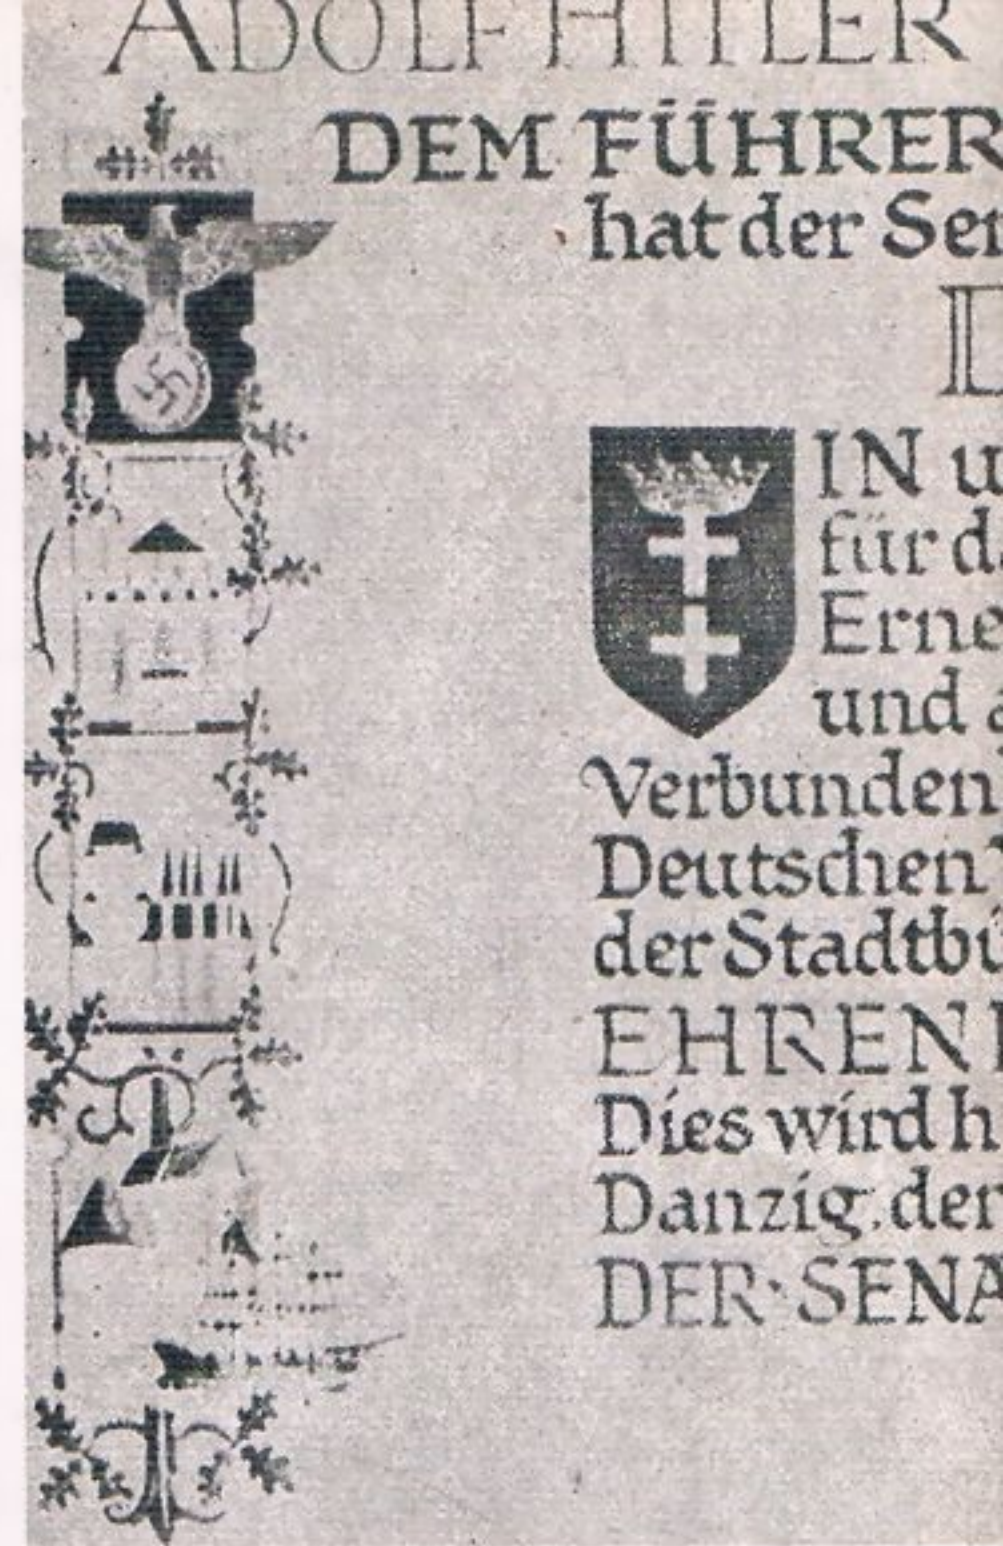 ADOLF HITLER
DEM FÜHRER
hat der Sen
D
IN u
für da
Erne
und a
Verbunden
Deutschen V
der Stadtbü
EHREN
Dies wird h
Danzig, den
DER SENA